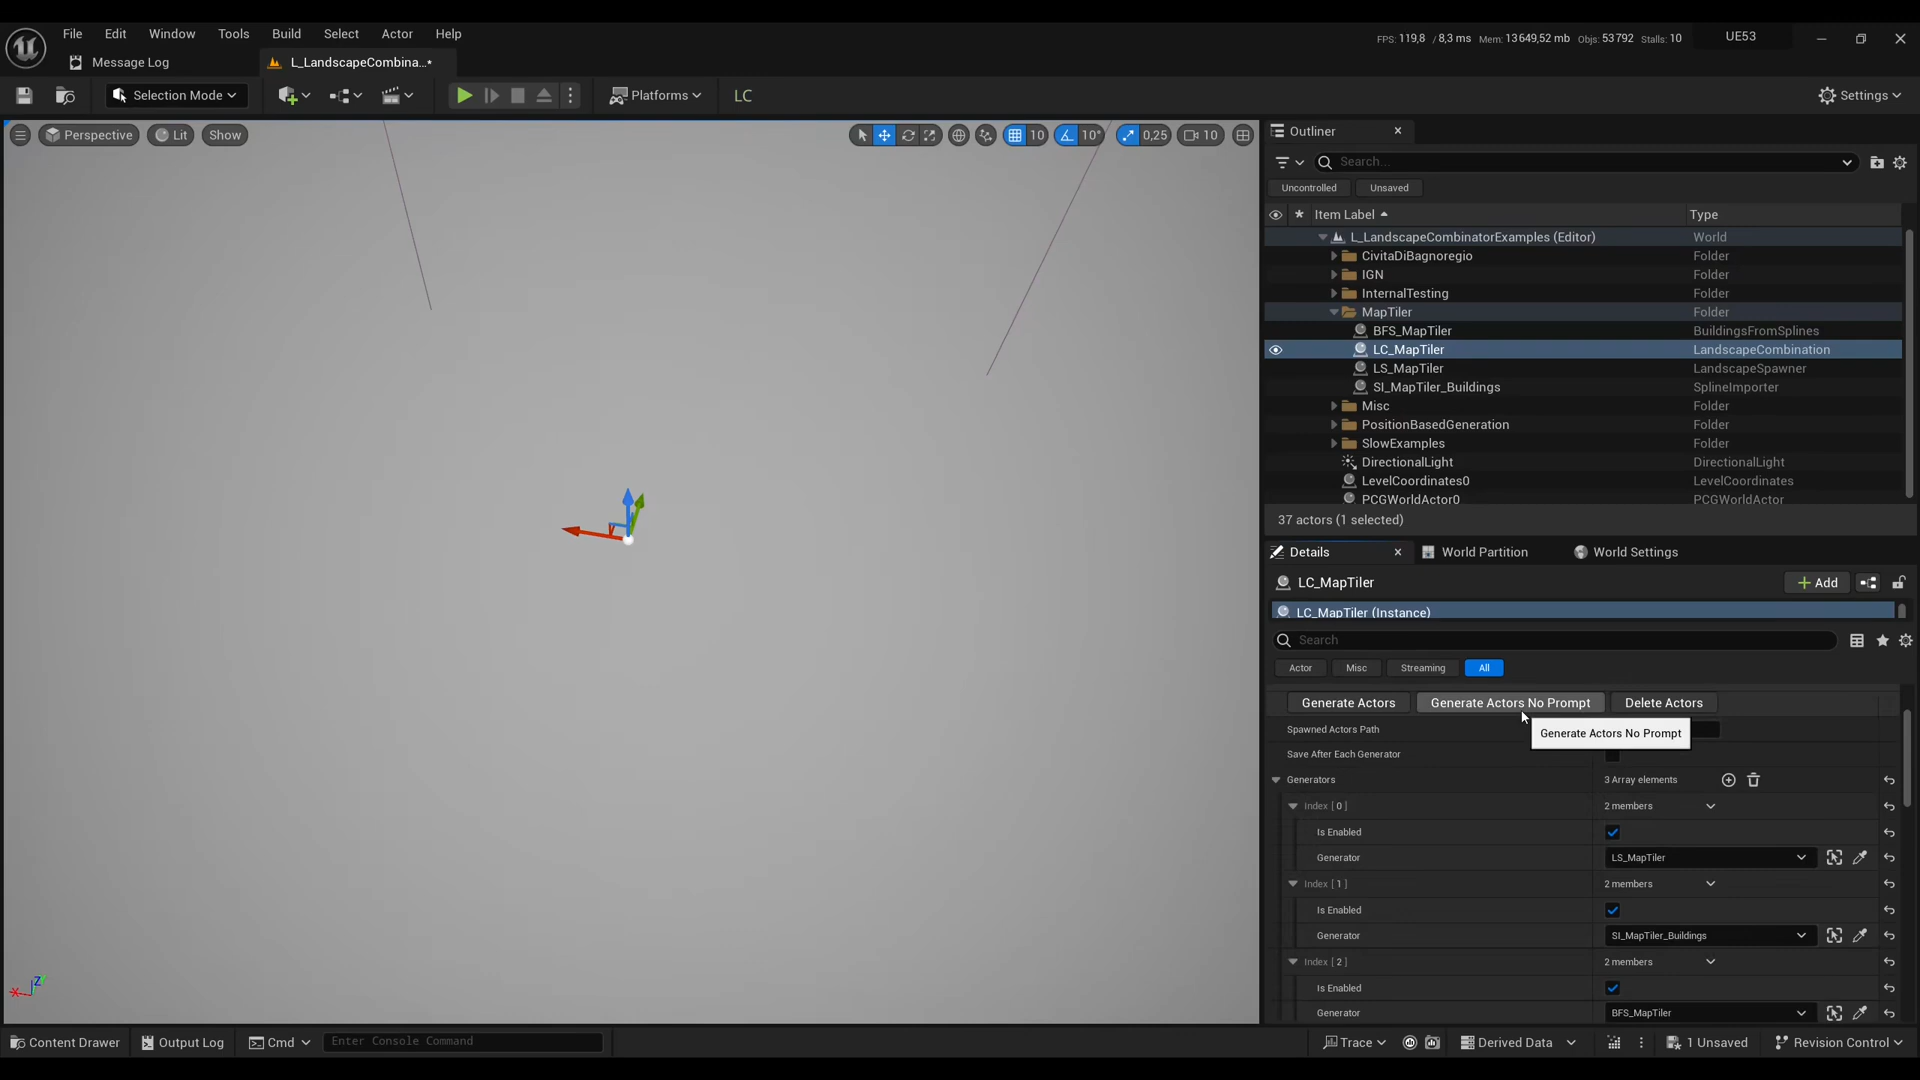 File Edit Window Tools Build Select Actor Help
FPS: 119,8 / 8,3 ms Mem: 13 649,52 mb Objs: 53 792 Stalls: 10 UE53
Message Log L_LandscapeCombina...*
Selection Mode Platforms LC Settings
Perspective Lit Show 10 10° 0,25 10
Outliner
Search...
Uncontrolled Unsaved
Item Label Type
L_LandscapeCombinatorExamples (Editor) World
CivitaDiBagnoregio Folder
IGN Folder
InternalTesting Folder
MapTiler Folder
BFS_MapTiler BuildingsFromSplines
LC_MapTiler LandscapeCombination
LS_MapTiler LandscapeSpawner
SI_MapTiler_Buildings SplineImporter
Misc Folder
PositionBasedGeneration Folder
SlowExamples Folder
DirectionalLight DirectionalLight
LevelCoordinates0 LevelCoordinates
PCGWorldActor0 PCGWorldActor
37 actors (1 selected)
Details World Partition World Settings
LC_MapTiler Add
LC_MapTiler (Instance)
Search
Actor Misc Streaming All
Generate Actors Generate Actors No Prompt Delete Actors
Spawned Actors Path
Generate Actors No Prompt
Save After Each Generator
Generators 3 Array elements
Index [ 0 ] 2 members
Is Enabled
Generator LS_MapTiler
Index [ 1 ] 2 members
Is Enabled
Generator SI_MapTiler_Buildings
Index [ 2 ] 2 members
Is Enabled
Generator BFS_MapTiler
Z
X
Content Drawer Output Log Cmd Enter Console Command Trace Derived Data 1 Unsaved Revision Control